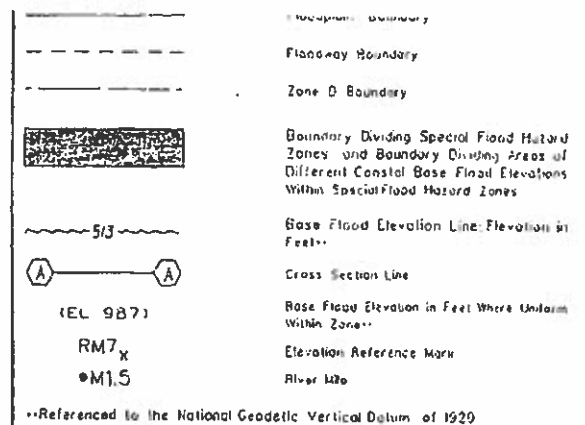 Floodplain Boundary
Floodway Boundary
Zone D Boundary
Boundary Dividing Special Flood Hazard
Zones, and Boundary Dividing Areas of
Different Coastal Base Flood Elevations
Within Special Flood Hazard Zones
513
Base Flood Elevation Line; Elevation in
Feet**
A A
Cross Section Line
(EL 987)
Base Flood Elevation in Feet Where Uniform
Within Zone**
RM7x
Elevation Reference Mark
•M1.5
River Mile
**Referenced to the National Geodetic Vertical Datum of 1929